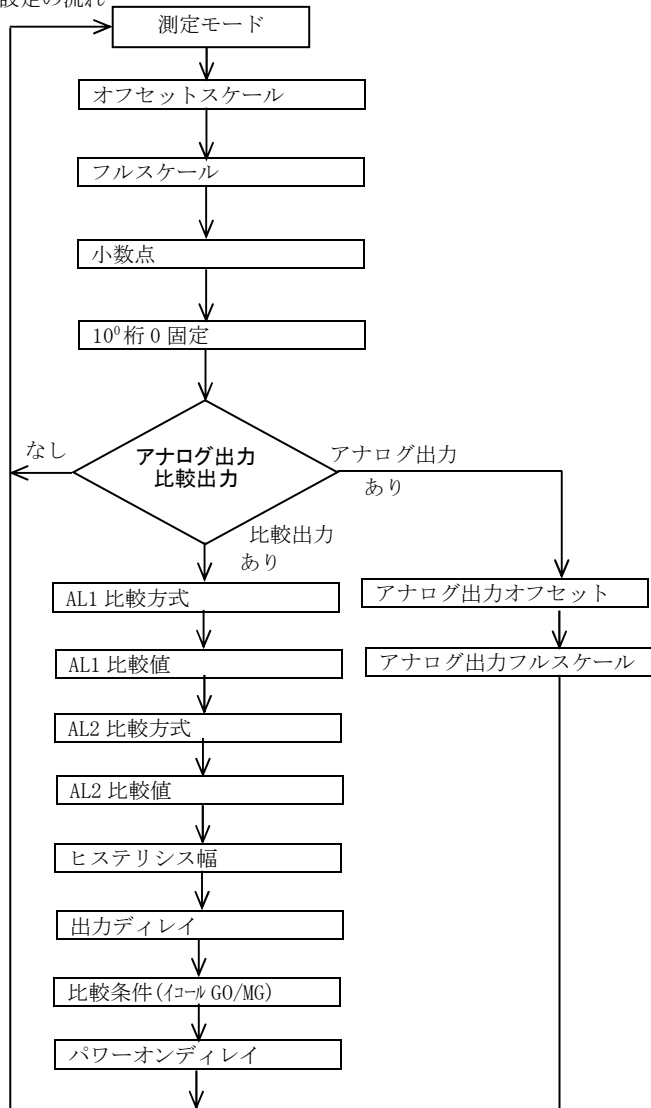 設定の流れ
測定モード
オフセットスケール
フルスケール
小数点
10⁰桁0固定
アナログ出力
比較出力
なし
アナログ出力
あり
比較出力
あり
AL1 比較方式
AL1 比較値
AL2 比較方式
AL2 比較値
ヒステリシス幅
出力ディレイ
比較条件(ｲｺｰﾙ GO/MG)
パワーオンディレイ
アナログ出力オフセット
アナログ出力フルスケール